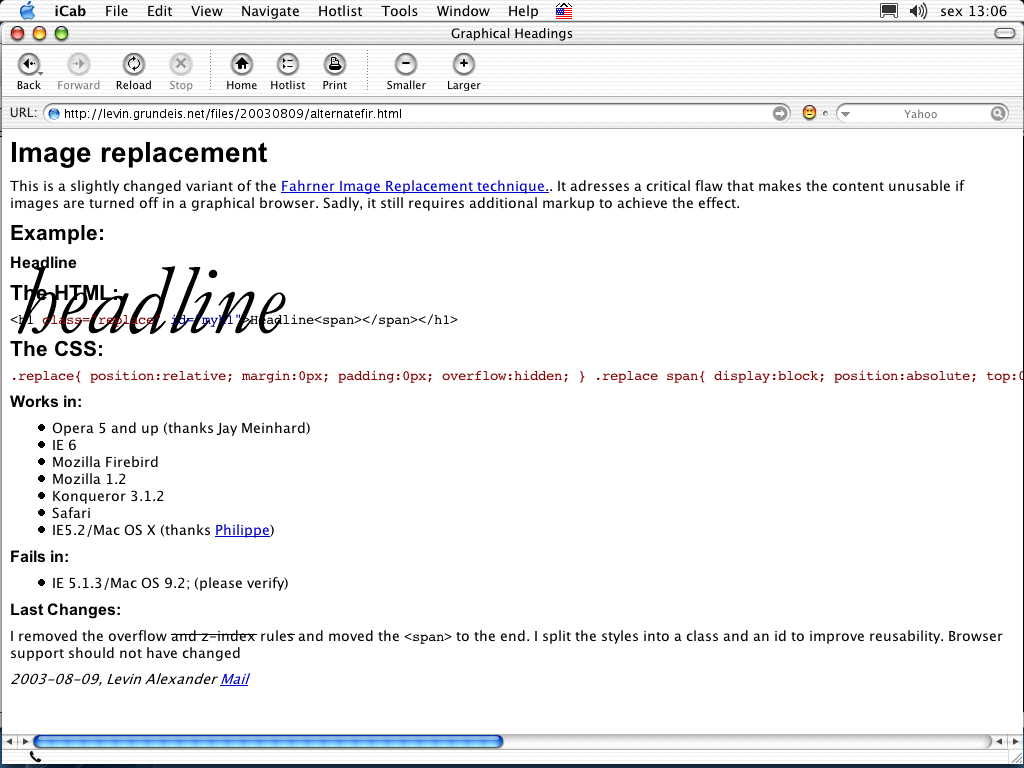 iCab File Edit View Navigate Hotlist Tools Window Help sex 13:06
Graphical Headings
Back Forward Reload Stop Home Hotlist Print Smaller Larger
URL: http://levin.grundeis.net/files/20030809/alternatefir.html Yahoo
Image replacement
This is a slightly changed variant of the Fahrner Image Replacement technique.. It adresses a critical flaw that makes the content unusable if
images are turned off in a graphical browser. Sadly, it still requires additional markup to achieve the effect.
Example:
Headline
headline
The HTML:
<h1 class="replace" id="myh1">Headline<span></span></h1>
The CSS:
.replace{ position:relative; margin:0px; padding:0px; overflow:hidden; } .replace span{ display:block; position:absolute; top:0
Works in:
Opera 5 and up (thanks Jay Meinhard)
IE 6
Mozilla Firebird
Mozilla 1.2
Konqueror 3.1.2
Safari
IE5.2/Mac OS X (thanks Philippe)
Fails in:
IE 5.1.3/Mac OS 9.2; (please verify)
Last Changes:
I removed the overflow and z-index rules and moved the <span> to the end. I split the styles into a class and an id to improve reusability. Browser
support should not have changed
2003-08-09, Levin Alexander Mail